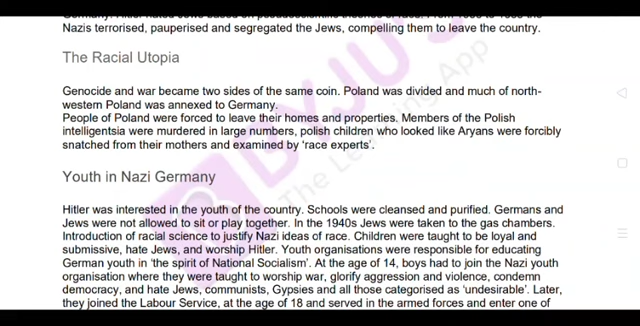 Nazis terrorised, pauperised and segregated the Jews, compelling them to leave the country.
The Racial Utopia
Genocide and war became two sides of the same coin. Poland was divided and much of north-
western Poland was annexed to Germany.
People of Poland were forced to leave their homes and properties. Members of the Polish
intelligentsia were murdered in large numbers, polish children who looked like Aryans were forcibly
snatched from their mothers and examined by ‘race experts’.
Youth in Nazi Germany
Hitler was interested in the youth of the country. Schools were cleansed and purified. Germans and
Jews were not allowed to sit or play together. In the 1940s Jews were taken to the gas chambers.
Introduction of racial science to justify Nazi ideas of race. Children were taught to be loyal and
submissive, hate Jews, and worship Hitler. Youth organisations were responsible for educating
German youth in ‘the spirit of National Socialism’. At the age of 14, boys had to join the Nazi youth
organisation where they were taught to worship war, glorify aggression and violence, condemn
democracy, and hate Jews, communists, Gypsies and all those categorised as ‘undesirable’. Later,
they joined the Labour Service, at the age of 18 and served in the armed forces and enter one of
BYJU'S
The Learning App